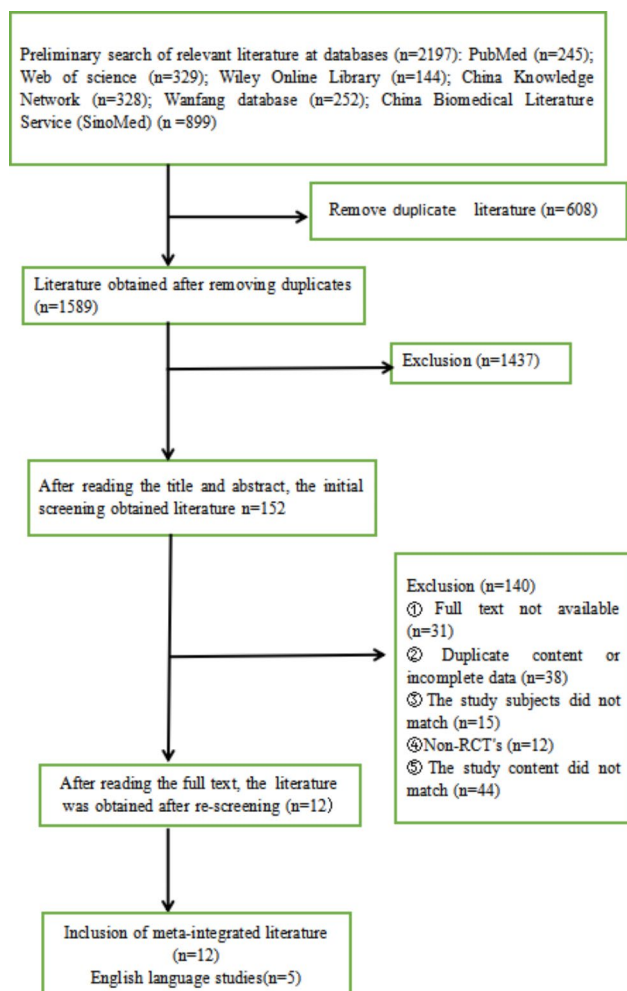 Preliminary search of relevant literature at databases (n=2197): PubMed (n=245);
Web of science (n=329); Wiley Online Library (n=144); China Knowledge
Network (n=328); Wanfang database (n=252); China Biomedical Literature
Service (SinoMed) (n =899)
Remove duplicate literature (n=608)
Literature obtained after removing duplicates
(n=1589)
Exclusion (n=1437)
After reading the title and abstract, the initial
screening obtained literature n=152
Exclusion (n=140)
① Full text not available
(n=31)
② Duplicate content or
incomplete data (n=38)
③ The study subjects did not
match (n=15)
④Non-RCT's (n=12)
⑤ The study content did not
match (n=44)
After reading the full text, the literature
was obtained after re-screening (n=12)
Inclusion of meta-integrated literature
(n=12)
English language studies(n=5)